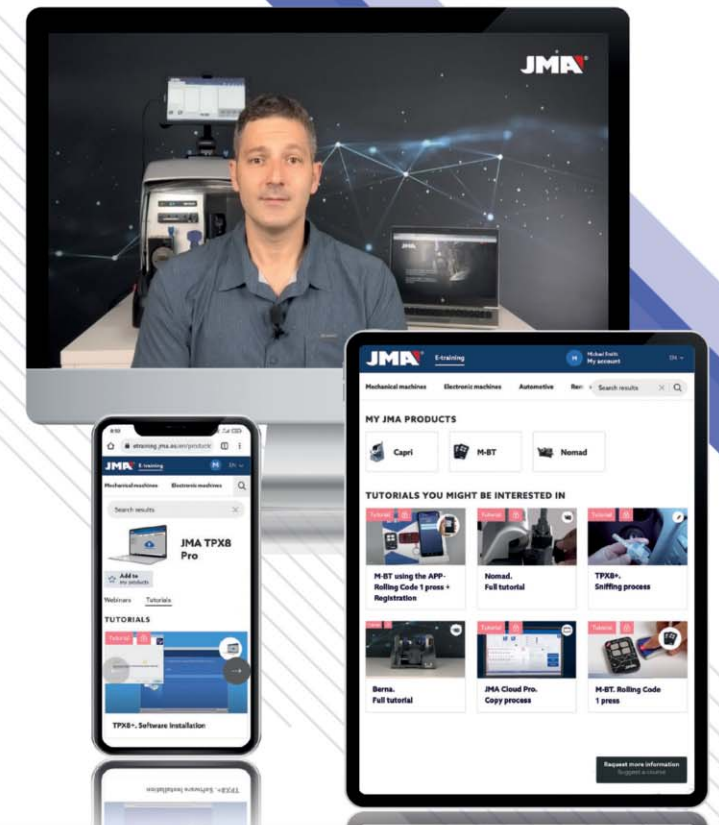 JMA
JMA E-training
M Michael Smith
My account
EN
Mechanical machines Electronic machines Automotive Search results
MY JMA PRODUCTS
Capri M-BT Nomad
TUTORIALS YOU MIGHT BE INTERESTED IN
Tutorial Tutorial Tutorial
M-BT using the APP- Nomad. TPX8+.
Rolling Code 1 press + Full tutorial Sniffing process
Registration
Tutorial Tutorial Tutorial
Berna. JMA Cloud Pro. M-BT. Rolling Code
Full tutorial Copy process 1 press
Request more information
Suggest a course
etraining.jma.es/en/product
JMA E-training M EN
Mechanical machines Electronic machines
Search results
JMA TPX8
Pro
Add to
my products
Webinars Tutorials
TUTORIALS
Tutorial
TPX8+. Software Installation